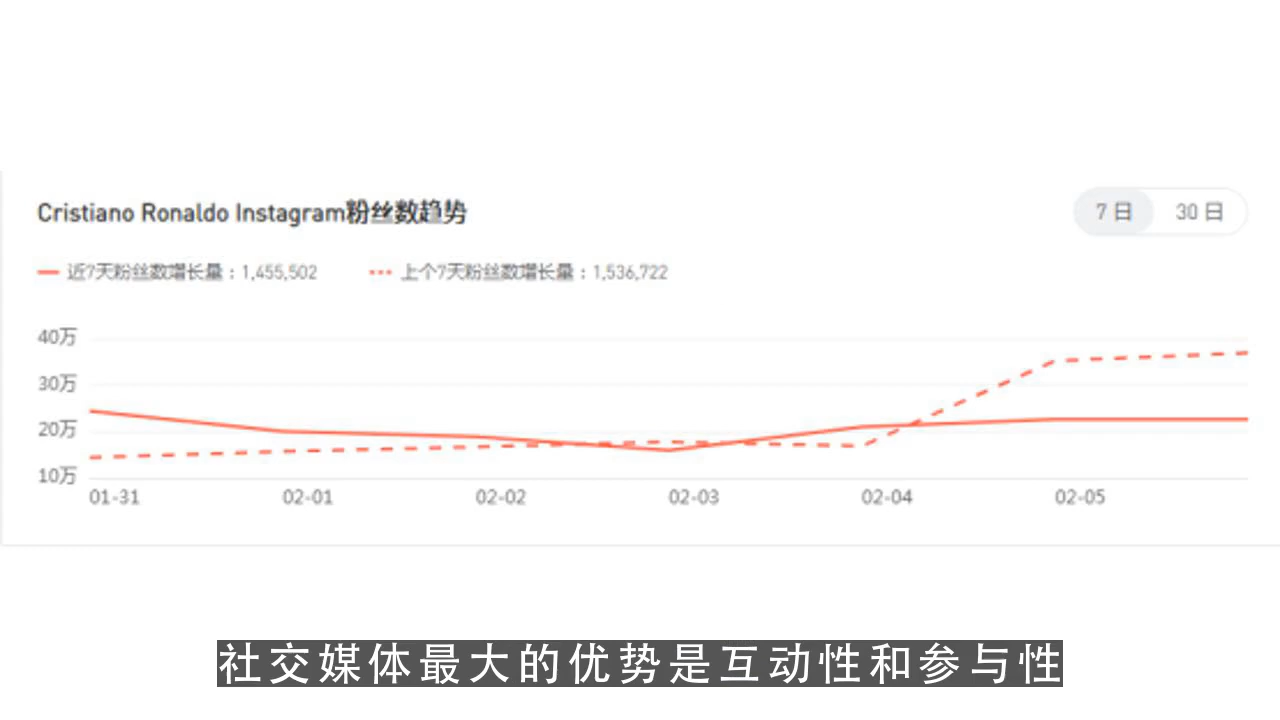 Cristiano Ronaldo Instagram粉丝数趋势
7 日 30 日
近7天粉丝数增长量：1,455,502 上个7天粉丝数增长量：1,536,722
40万
30万
20万
10万
01-31 02-01 02-02 02-03 02-04 02-05
社交媒体最大的优势是互动性和参与性